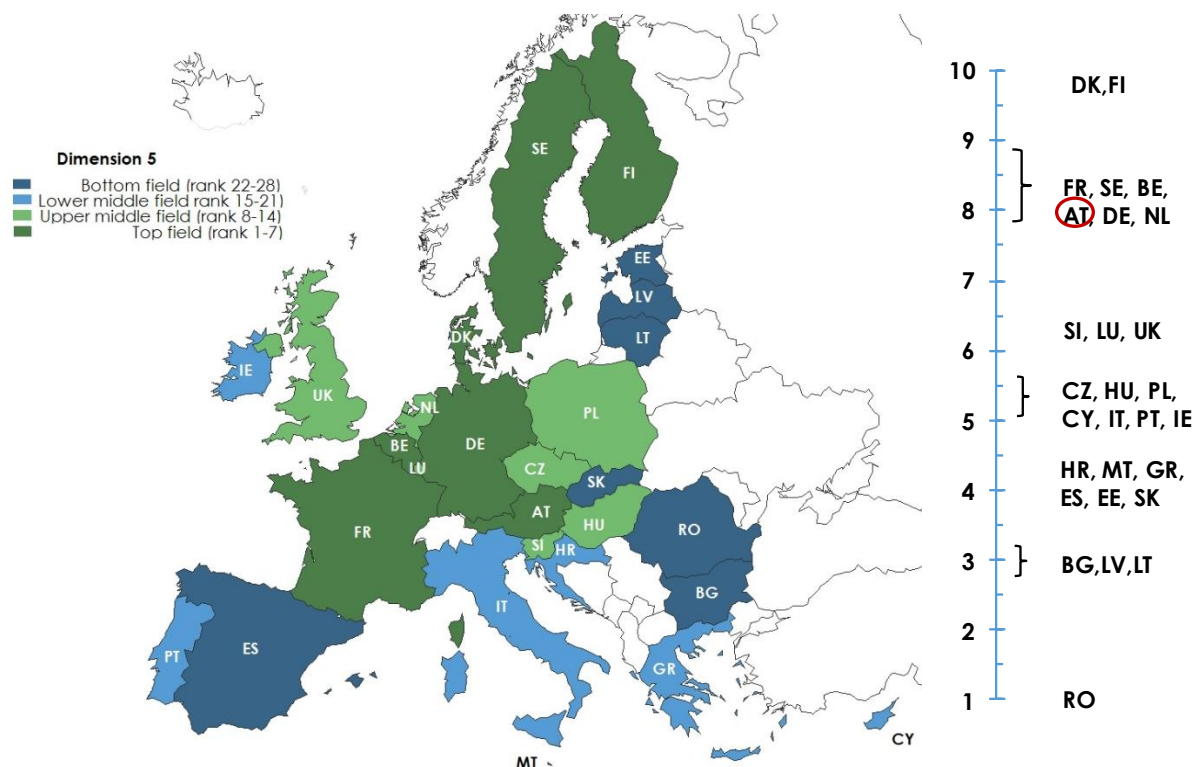 Dimension 5
Bottom field (rank 22-28)
Lower middle field rank 15-21)
Upper middle field (rank 8-14)
Top field (rank 1-7)
SE
FI
EE
LV
LT
DK
IE
UK
NL
PL
BE
DE
LU
CZ
SK
AT
FR
HU
SI
HR
RO
IT
BG
ES
PT
GR
CY
MT
10
DK,FI
9
FR, SE, BE,
8
AT, DE, NL
7
SI, LU, UK
6
CZ, HU, PL,
5
CY, IT, PT, IE
HR, MT, GR,
4
ES, EE, SK
3
BG,LV,LT
2
1
RO